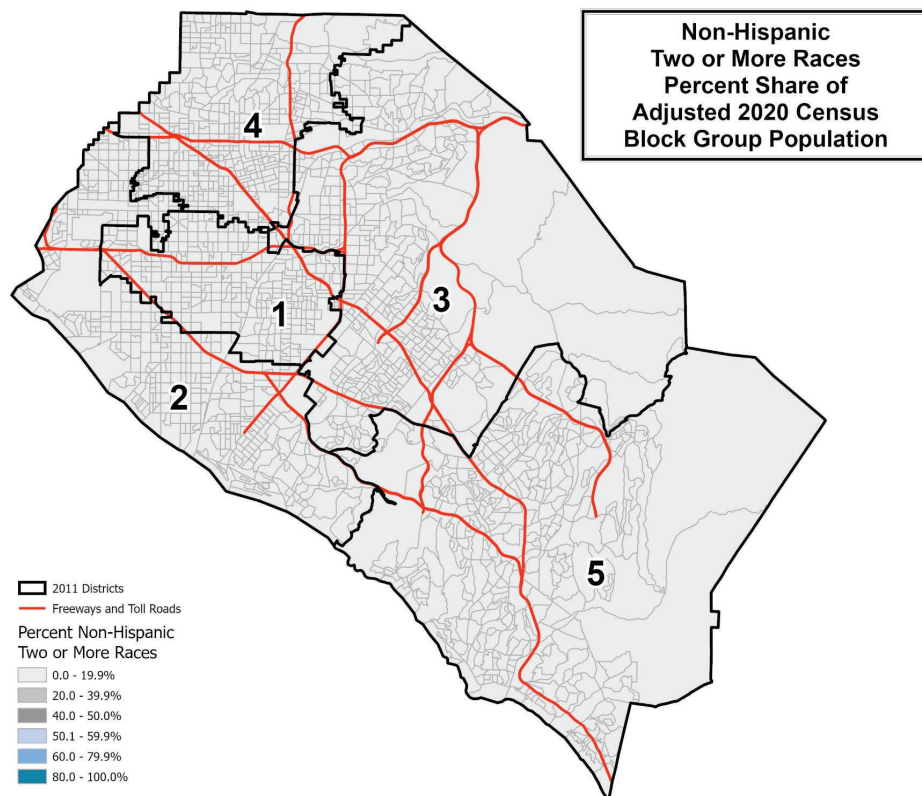 Non-Hispanic
Two or More Races
Percent Share of
Adjusted 2020 Census
Block Group Population
4
3
1
2
5
2011 Districts
Freeways and Toll Roads
Percent Non-Hispanic
Two or More Races
0.0 - 19.9%
20.0 - 39.9%
40.0 - 50.0%
50.1 - 59.9%
60.0 - 79.9%
80.0 - 100.0%